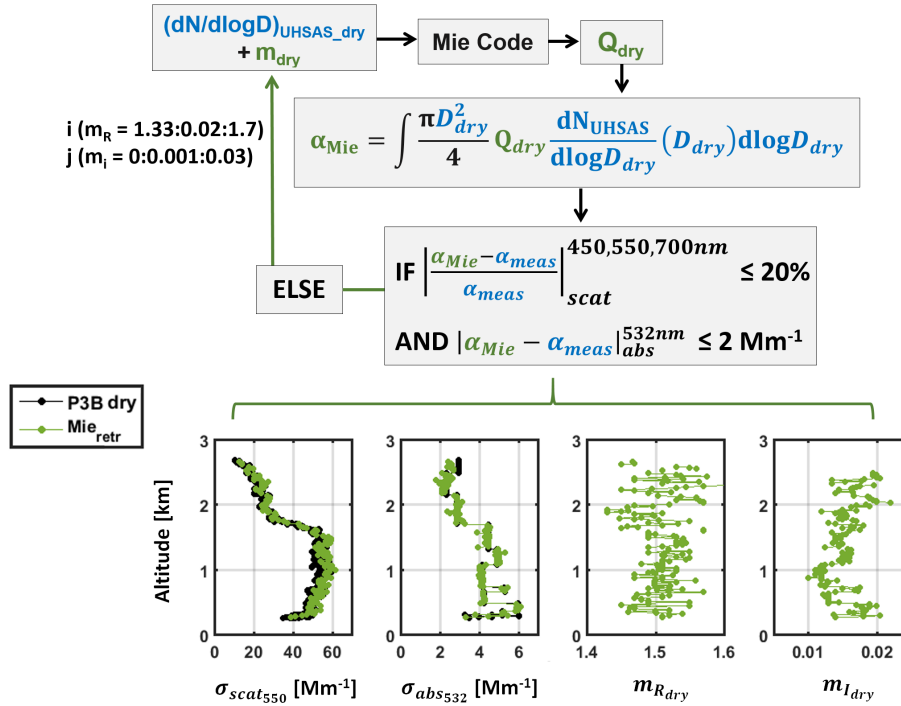 (dN/dlogD)UHSAS_dry
+ mdry
Mie Code
Qdry
i (mR = 1.33:0.02:1.7)
j (mi = 0:0.001:0.03)
αMie = ∫ πD²dry/4 Qdry dNUHSAS/dlogDdry (Ddry)dlogDdry
IF |αMie−αmeas/αmeas|scat 450,550,700nm ≤ 20%
ELSE
AND |αMie − αmeas|abs 532nm ≤ 2 Mm-1
P3B dry
Mieretr
Altitude [km]
3
2
1
0
0 20 40 60
σscat550 [Mm-1]
3
2
1
0
0 2 4 6
σabs532 [Mm-1]
3
2
1
0
1.4 1.5 1.6
mRdry
3
2
1
0
0.01 0.02
mIdry